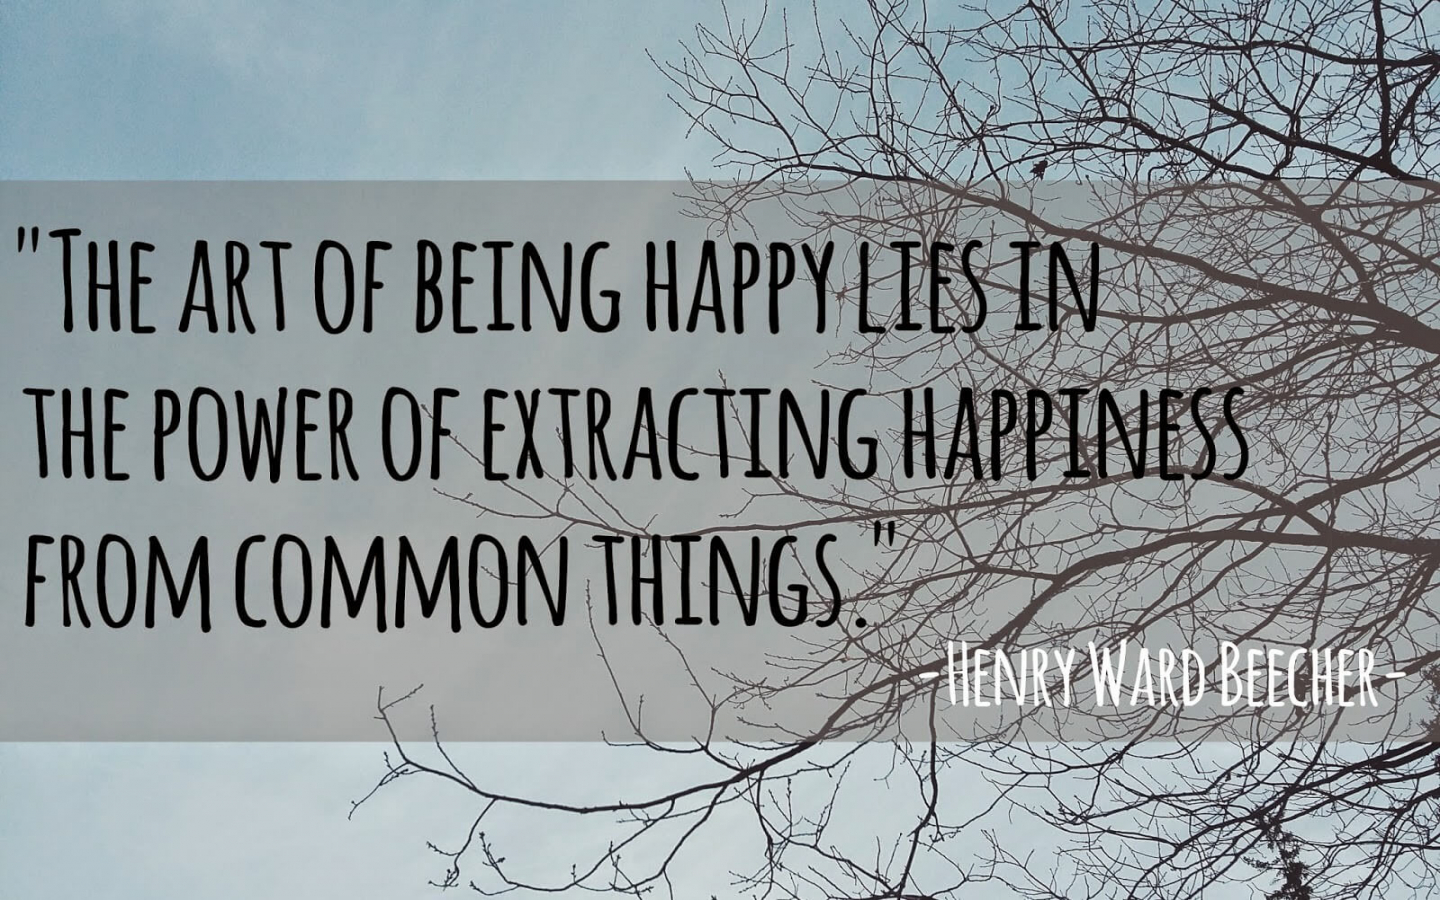 "The art of being happy lies in
the power of extracting happiness
from common things."
-Henry Ward Beecher-